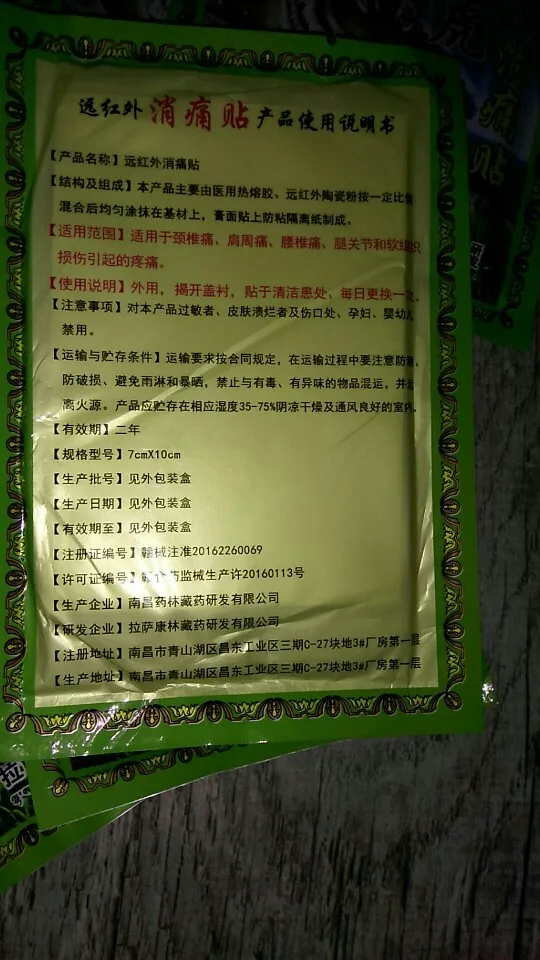 远红外消痛贴产品使用说明书
【产品名称】远红外消痛贴
【结构及组成】本产品主要由医用热熔胶、远红外陶瓷粉按一定比
混合后均匀涂抹在基材上，膏面贴上防粘隔离纸制成。
【适用范围】适用于颈椎痛、肩周痛、腰椎痛、腿关节和软组织
损伤引起的疼痛。
【使用说明】外用，揭开盖衬，贴于清洁患处、每日更换一次。
【注意事项】对本产品过敏者、皮肤溃烂者及伤口处、孕妇、婴幼儿
禁用。
【运输与贮存条件】运输要求按合同规定，在运输过程中要注意防
防破损、避免雨淋和暴晒，禁止与有毒、有异味的物品混运，并
离火源。产品应贮存在相应湿度35-75%阴凉干燥及通风良好的室内。
【有效期】二年
【规格型号】7cmX10cm
【生产批号】见外包装盒
【生产日期】见外包装盒
【有效期至】见外包装盒
【注册证编号】赣械注准20162260069
【许可证编号】赣食药监械生产许20160113号
【生产企业】南昌药林藏药研发有限公司
【研发企业】拉萨康林藏药研发有限公司
【注册地址】南昌市青山湖区昌东工业区三期C-27块地3#厂房第一层
【生产地址】南昌市青山湖区昌东工业区三期C-27块地3#厂房第一层
消
痛
贴
拉